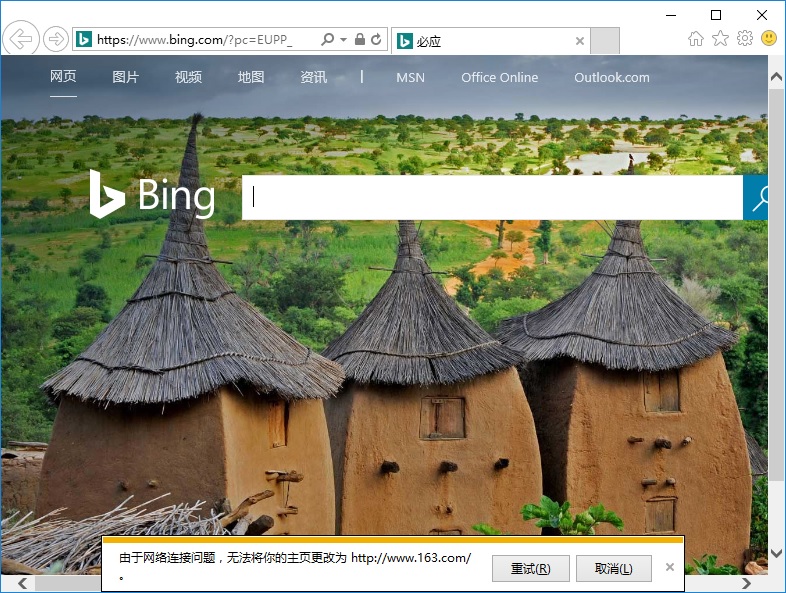 https://www.bing.com/?pc=EUPP_
必应
网页 图片 视频 地图 资讯 | MSN Office Online Outlook.com
Bing
由于网络连接问题，无法将你的主页更改为 http://www.163.com/
。
重试(R) 取消(L)